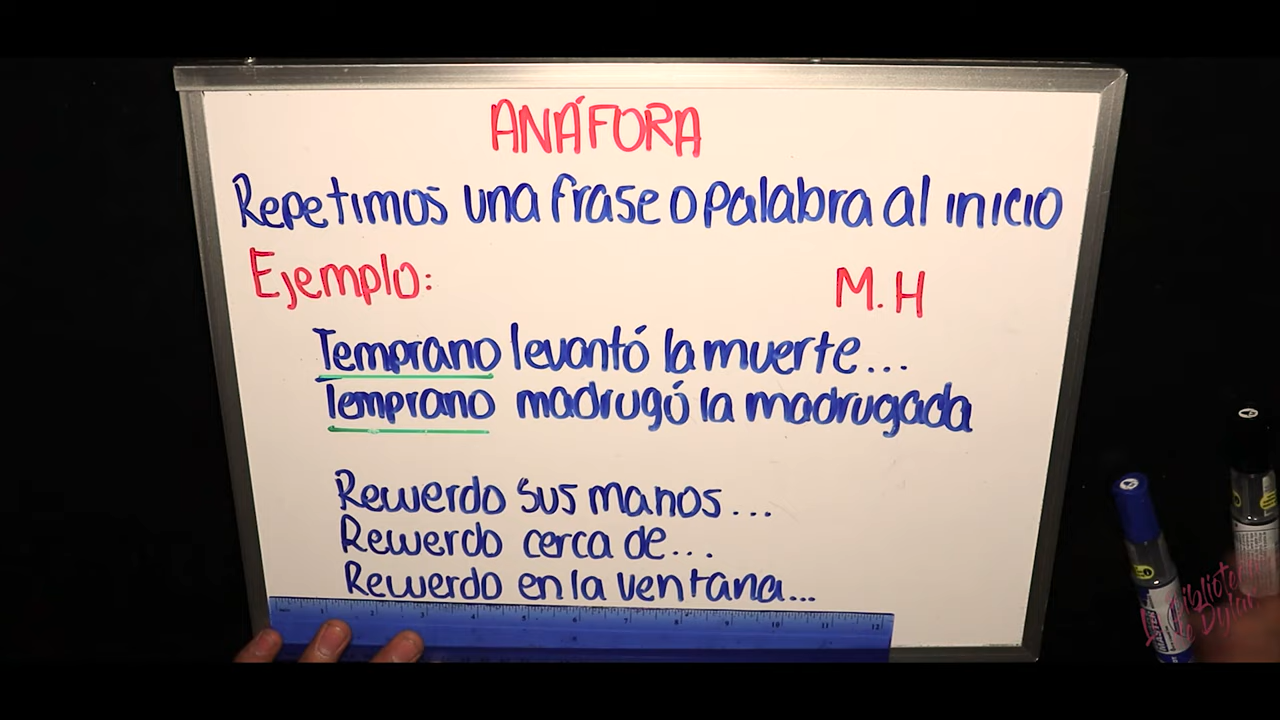 ANÁFORA
Repetimos una frase o palabra al inicio
Ejemplo:
M.H
Temprano levantó la muerte...
Temprano madrugó la madrugada
Recuerdo sus manos...
Recuerdo cerca de...
Recuerdo en la ventana...